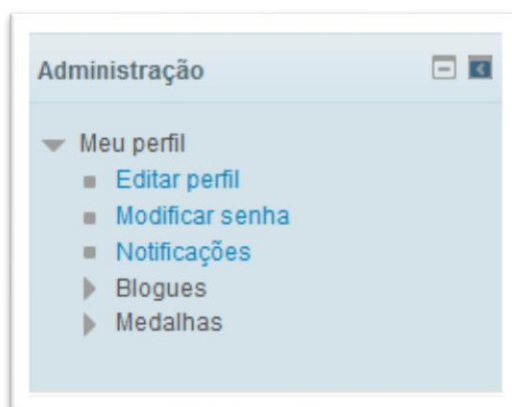 Administração
Meu perfil
Editar perfil
Modificar senha
Notificações
Blogues
Medalhas